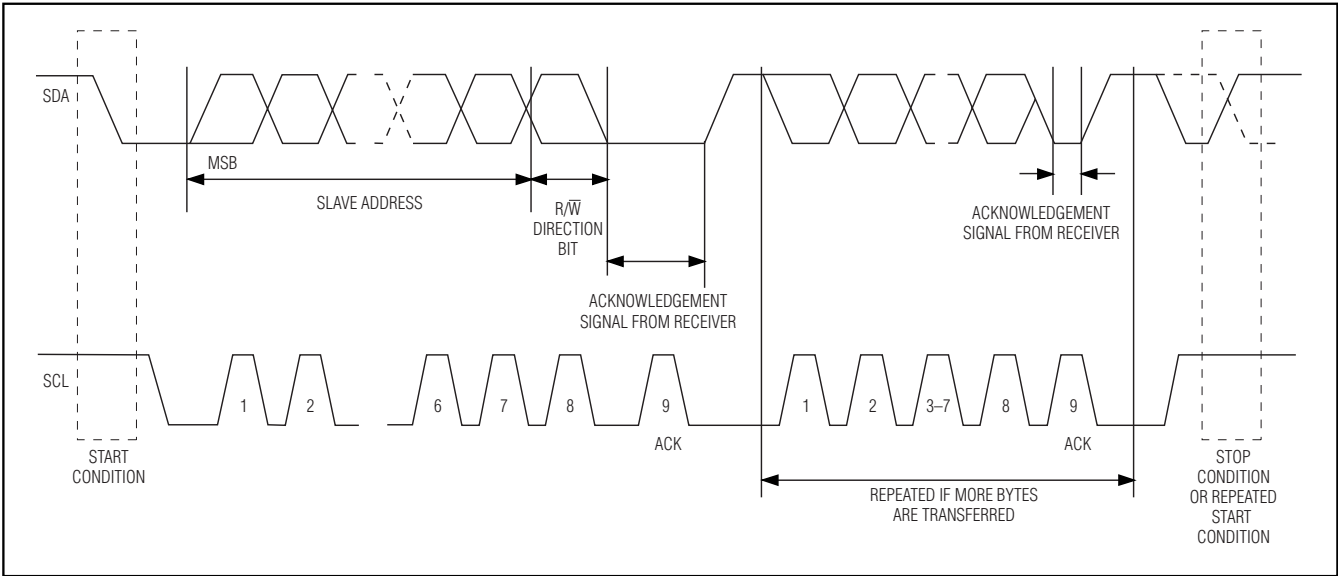 SDA
MSB
SLAVE ADDRESS
R/W̅
DIRECTION
BIT
ACKNOWLEDGEMENT
SIGNAL FROM RECEIVER
ACKNOWLEDGEMENT
SIGNAL FROM RECEIVER
SCL
1 2 6 7 8 9 1 2 3–7 8 9
ACK ACK
START
CONDITION
REPEATED IF MORE BYTES
ARE TRANSFERRED
STOP
CONDITION
OR REPEATED
START
CONDITION